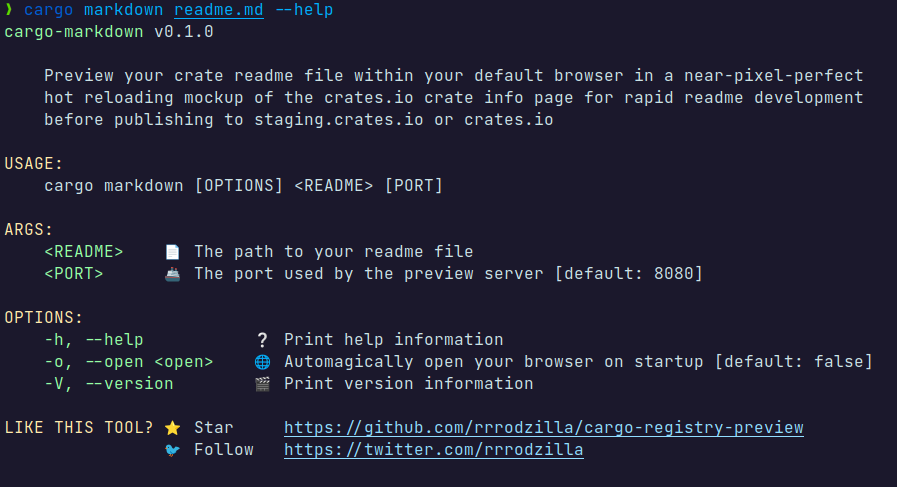 ❯ cargo markdown readme.md --help
cargo-markdown v0.1.0
Preview your crate readme file within your default browser in a near-pixel-perfect
hot reloading mockup of the crates.io crate info page for rapid readme development
before publishing to staging.crates.io or crates.io
USAGE:
cargo markdown [OPTIONS] <README> [PORT]
ARGS:
<README> 📄 The path to your readme file
<PORT> 🚢 The port used by the preview server [default: 8080]
OPTIONS:
-h, --help ❔ Print help information
-o, --open <open> 🌐 Automagically open your browser on startup [default: false]
-V, --version 🎬 Print version information
LIKE THIS TOOL? ⭐ Star https://github.com/rrrodzilla/cargo-registry-preview
🐦 Follow https://twitter.com/rrrodzilla